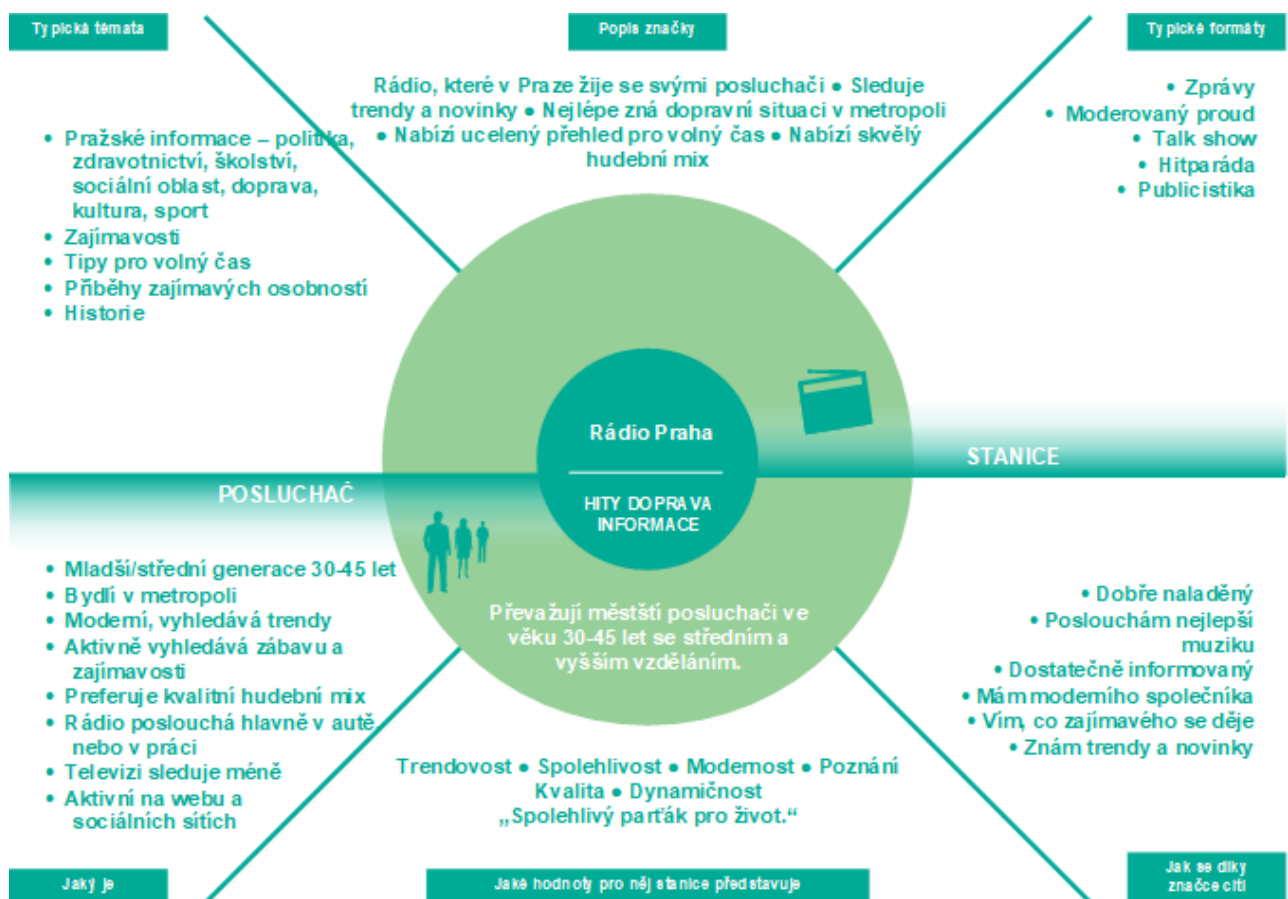 Typická témata
Popis značky
Typické formáty
Rádio, které v Praze žije se svými posluchači ● Sleduje
trendy a novinky ● Nejlépe zná dopravní situaci v metropoli
● Nabízí ucelený přehled pro volný čas ● Nabízí skvělý
hudební mix
• Pražské informace – politika,
zdravotnictví, školství,
sociální oblast, doprava,
kultura, sport
• Zajímavosti
• Tipy pro volný čas
• Příběhy zajímavých osobností
• Historie
• Zprávy
• Moderovaný proud
• Talk show
• Hitparáda
• Publicistika
Rádio Praha
HITY DOPRAVA
INFORMACE
STANICE
POSLUCHAČ
• Mladší/střední generace 30-45 let
• Bydlí v metropoli
• Moderní, vyhledává trendy
• Aktivně vyhledává zábavu a
zajímavosti
• Preferuje kvalitní hudební mix
• Rádio poslouchá hlavně v autě
nebo v práci
• Televizi sleduje méně
• Aktivní na webu a
sociálních sítích
Převažují městští posluchači ve
věku 30-45 let se středním a
vyšším vzděláním.
• Dobře naladěný
• Poslouchám nejlepší
muziku
• Dostatečně informovaný
• Mám moderního společníka
• Vím, co zajímavého se děje
• Znám trendy a novinky
Trendovost ● Spolehlivost ● Modernost ● Poznání
Kvalita ● Dynamičnost
„Spolehlivý parťák pro život.“
Jaký je
Jaké hodnoty pro něj stanice představuje
Jak se díky
značce cítí